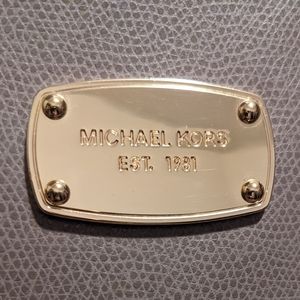 MICHAEL KORS
EST. 1981